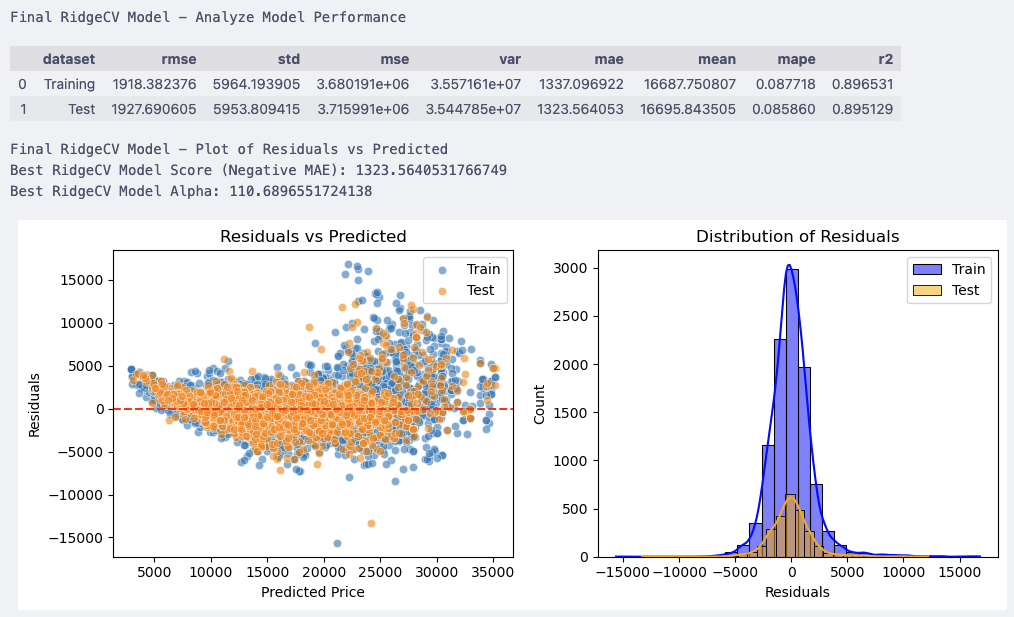 Final RidgeCV Model – Analyze Model Performance
dataset rmse std mse var mae mean mape r2
0 Training 1918.382376 5964.193905 3.680191e+06 3.557161e+07 1337.096922 16687.750807 0.087718 0.896531
1 Test 1927.690605 5953.809415 3.715991e+06 3.544785e+07 1323.564053 16695.843505 0.085860 0.895129
Final RidgeCV Model – Plot of Residuals vs Predicted
Best RidgeCV Model Score (Negative MAE): 1323.5640531766749
Best RidgeCV Model Alpha: 110.6896551724138
Residuals vs Predicted
Train
Test
15000
10000
5000
0
−5000
−10000
−15000
Residuals
5000 10000 15000 20000 25000 30000 35000
Predicted Price
Distribution of Residuals
Train
Test
3000
2500
2000
1500
1000
500
0
Count
−15000 −10000 −5000 0 5000 10000 15000
Residuals